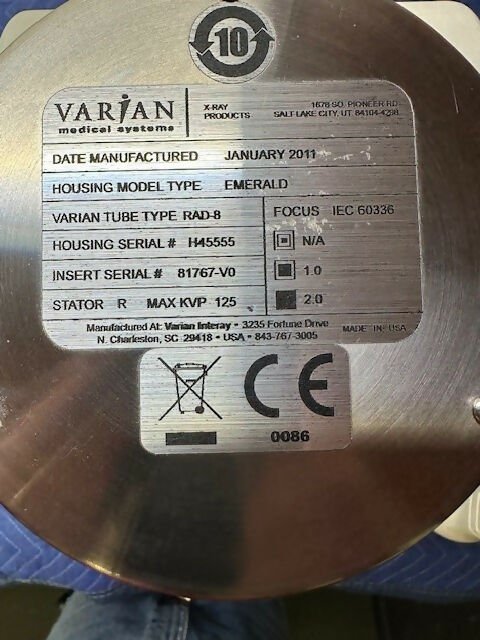 10
VARIAN
medical systems
X-RAY
PRODUCTS
1678 SO. PIONEER RD.
SALT LAKE CITY, UT 84104-4298
DATE MANUFACTURED JANUARY 2011
HOUSING MODEL TYPE EMERALD
VARIAN TUBE TYPE RAD-8
FOCUS IEC 60336
HOUSING SERIAL # H45555
N/A
INSERT SERIAL # 81767-V0
1.0
STATOR R MAX KVP 125
2.0
Manufactured At: Varian Interay • 3235 Fortune Drive
N. Charleston, SC 29418 • USA • 843-767-3005
MADE IN USA
CE
0086